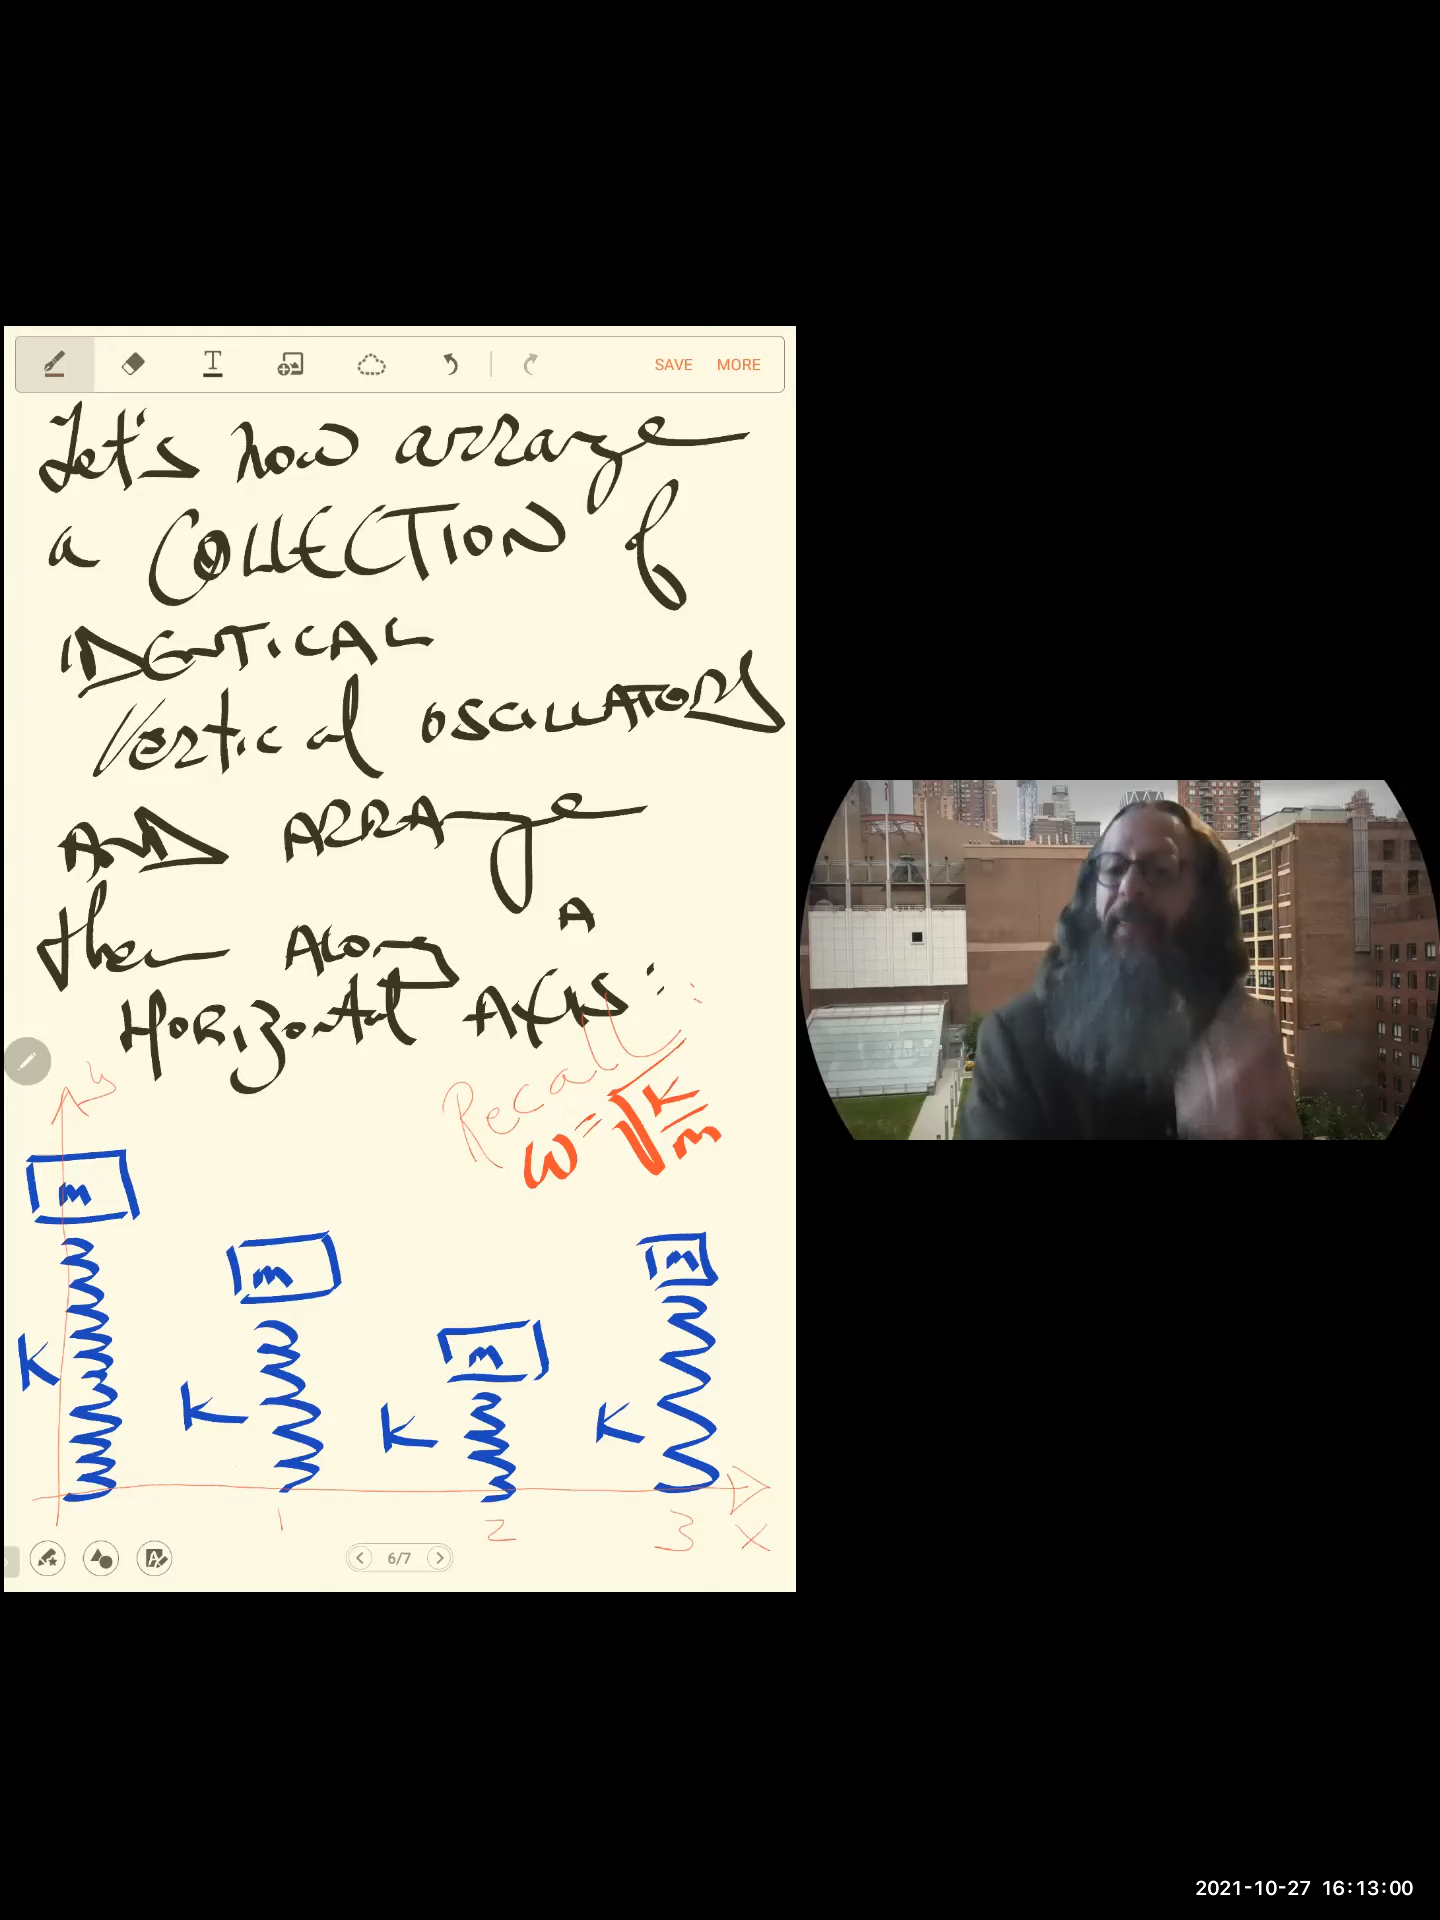 SAVE MORE
Let's now arrange
a COLLECTION of
IDENTICAL
Vertical OSCILLATORY
AND ARRAnge
them Along A
HORIZontal AXIS:
Recall:
y
ω=√K/m
m
m
m
m
K
K
K
K
1 2 3 X
6/7
2021-10-27 16:13:00